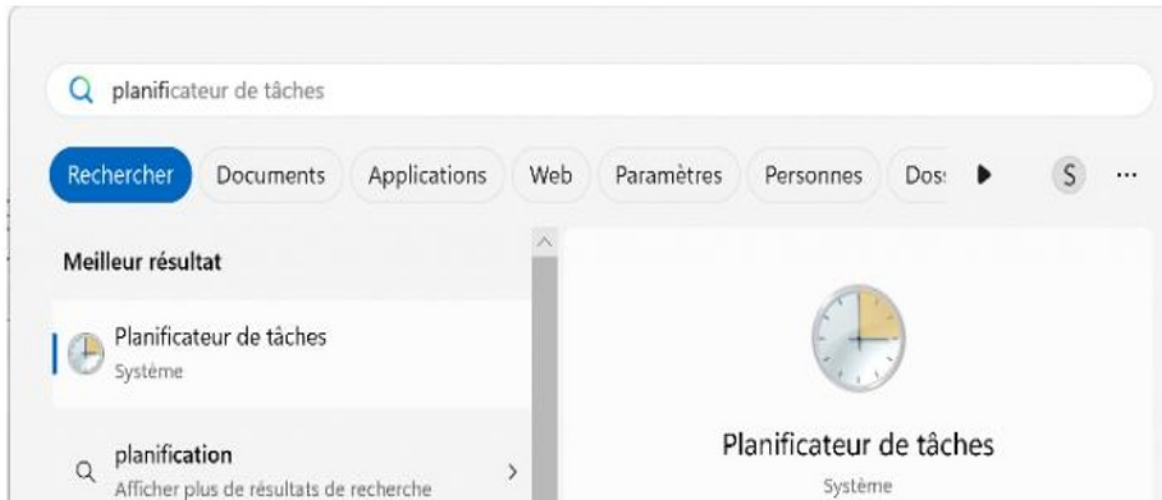 planificateur de tâches
Rechercher Documents Applications Web Paramètres Personnes Dos S ...
Meilleur résultat
Planificateur de tâches
Système
planification
Afficher plus de résultats de recherche
Planificateur de tâches
Système